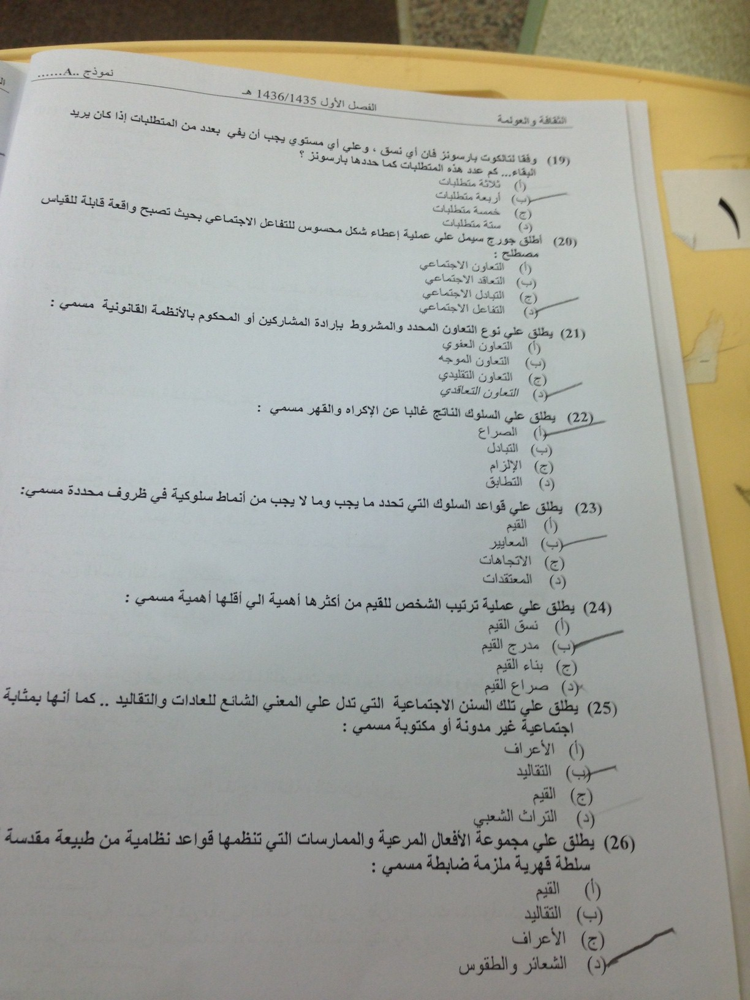 الثقافة والعولمة
الفصل الأول 1436/1435 هـ
نموذج ..A......
(19) وفقا لتالكوت بارسونز فان أي نسق ، وعلي أي مستوي يجب أن يفي بعدد من المتطلبات إذا كان يريد
البقاء... كم عدد هذه المتطلبات كما حددها بارسونز ؟
(أ) ثلاثة متطلبات
(ب) أربعة متطلبات
(ج) خمسة متطلبات
(د) ستة متطلبات
(20) أطلق جورج سيمل علي عملية إعطاء شكل محسوس للتفاعل الاجتماعي بحيث تصبح واقعة قابلة للقياس
مصطلح :
(أ) التعاون الاجتماعي
(ب) التعاقد الاجتماعي
(ج) التبادل الاجتماعي
(د) التفاعل الاجتماعي
(21) يطلق علي نوع التعاون المحدد والمشروط بإرادة المشاركين أو المحكوم بالأنظمة القانونية مسمي :
(أ) التعاون العفوي
(ب) التعاون الموجه
(ج) التعاون التقليدي
(د) التعاون التعاقدي
(22) يطلق علي السلوك الناتج غالبا عن الإكراه والقهر مسمي :
(أ) الصراع
(ب) التبادل
(ج) الإلزام
(د) التطابق
(23) يطلق علي قواعد السلوك التي تحدد ما يجب وما لا يجب من أنماط سلوكية في ظروف محددة مسمي:
(أ) القيم
(ب) المعايير
(ج) الاتجاهات
(د) المعتقدات
(24) يطلق علي عملية ترتيب الشخص للقيم من أكثرها أهمية الي أقلها أهمية مسمي :
(أ) نسق القيم
(ب) مدرج القيم
(ج) بناء القيم
(د) صراع القيم
(25) يطلق علي تلك السنن الاجتماعية التي تدل علي المعني الشائع للعادات والتقاليد .. كما أنها بمثابة
اجتماعية غير مدونة أو مكتوبة مسمي :
(أ) الأعراف
(ب) التقاليد
(ج) القيم
(د) التراث الشعبي
(26) يطلق علي مجموعة الأفعال المرعية والممارسات التي تنظمها قواعد نظامية من طبيعة مقدسة
سلطة قهرية ملزمة ضابطة مسمي :
(أ) القيم
(ب) التقاليد
(ج) الأعراف
(د) الشعائر والطقوس
١